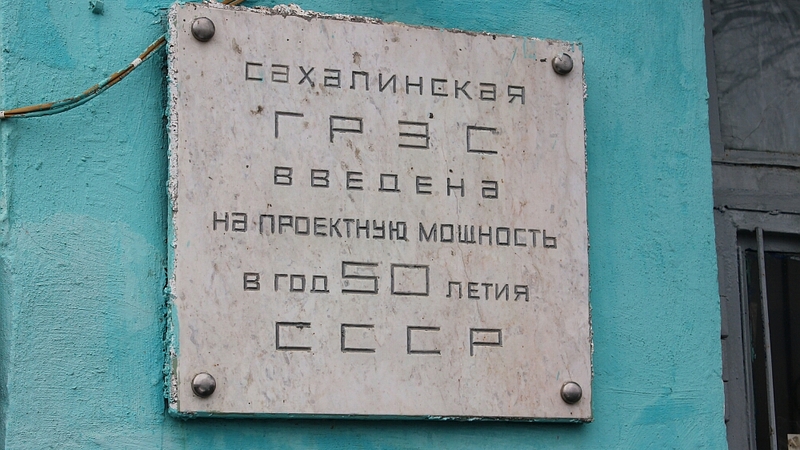 Сахалинская
ГРЭС
введена
на проектную мощность
в год 50 летия
СССР